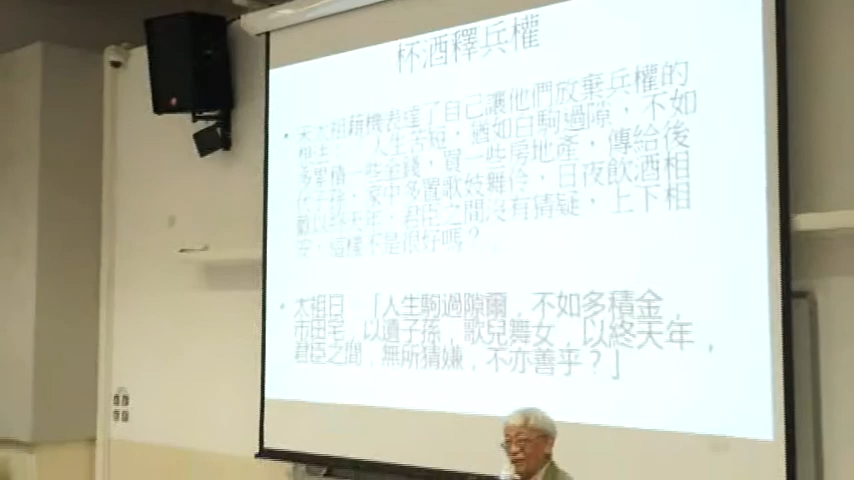 杯酒釋兵權
• 宋太祖藉機表達了自己讓他們放棄兵權的
「人生苦短，猶如白駒過隙，不如
多累積一些金錢，買一些房地產，傳給後
代子孫，家中多置歌妓舞伶，日夜飲酒相
歡以終天年，君臣之間沒有猜疑，上下相
安，這樣不是很好嗎？
• 太祖曰：「人生駒過隙爾，不如多積金，
市田宅，以遺子孫，歌兒舞女，以終天年，
君臣之間，無所猜嫌，不亦善乎？」